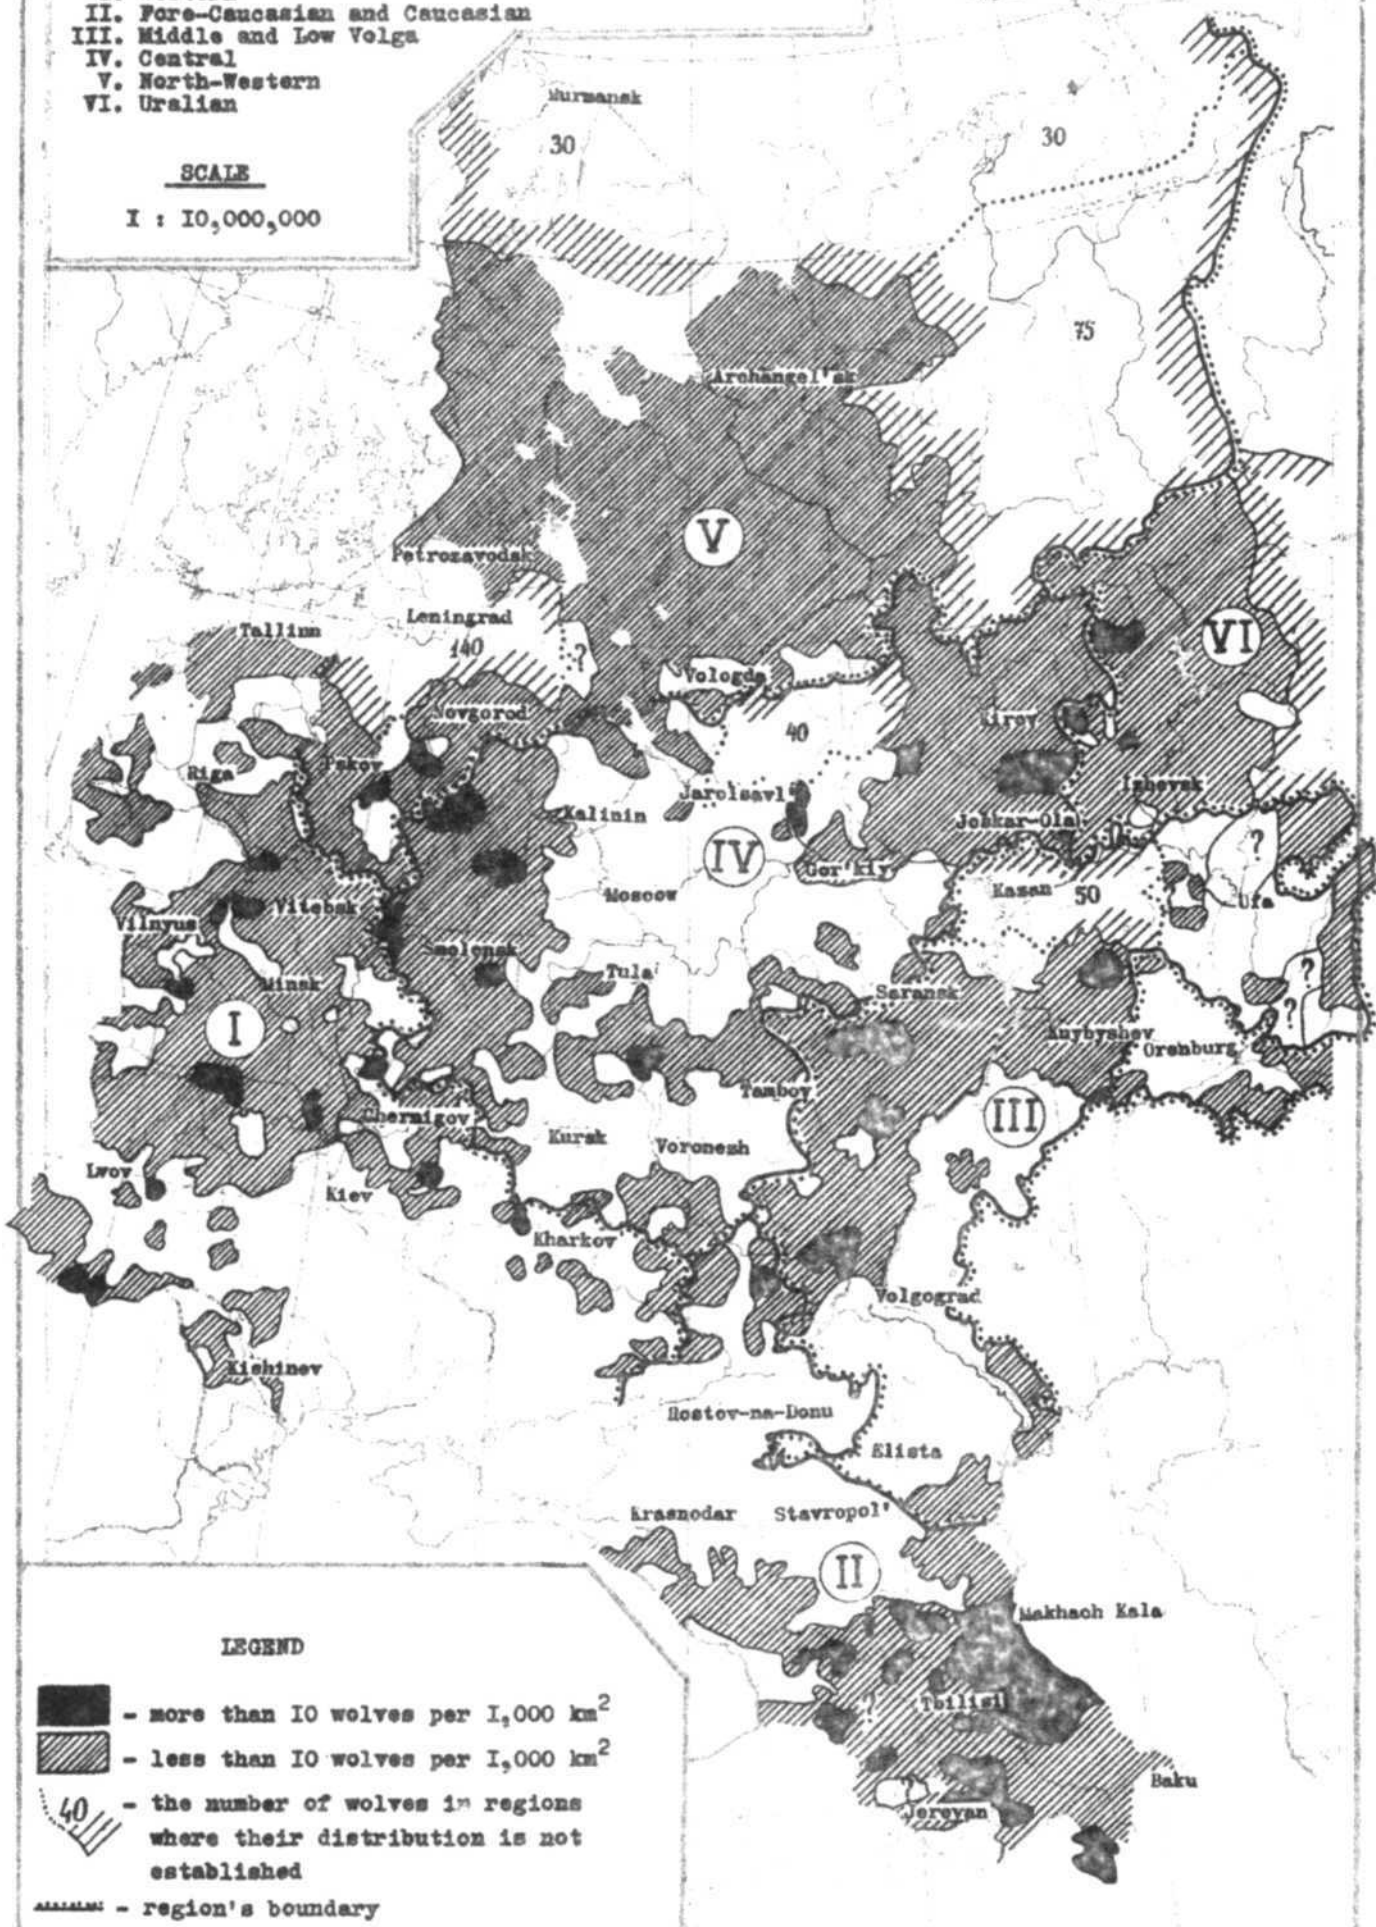 II. Fore-Caucasian and Caucasian
III. Middle and Low Volga
IV. Central
V. North-Western
VI. Uralian
SCALE
I : I0,000,000
Murmansk
30
30
75
Archangel'sk
V
Petrozavodsk
Leningrad
140
Tallinn
?
VI
Vologda
Novgorod
40
Kirov
Riga
Pskov
Jarolsavl'
Izhevsk
Kalinin
Joshkar-Ola
IV
Gor'kiy
?
Moscow
Kazan
50
Ufa
Vitebsk
Vilnyus
Smolensk
Tula
?
Minsk
Saransk
?
I
Kuybyshev
Orenburg
Tambov
III
Chernigov
Kursk
Voronesh
Lwov
Kiev
Kharkov
Volgograd
Kishinev
Rostov-na-Donu
Elista
Krasnodar
Stavropol'
II
Makhach Kala
LEGEND
?
Tbilisi
- more than I0 wolves per I,000 km²
- less than I0 wolves per I,000 km²
Baku
?
40
- the number of wolves in regions
Jerevan
where their distribution is not
established
- region's boundary